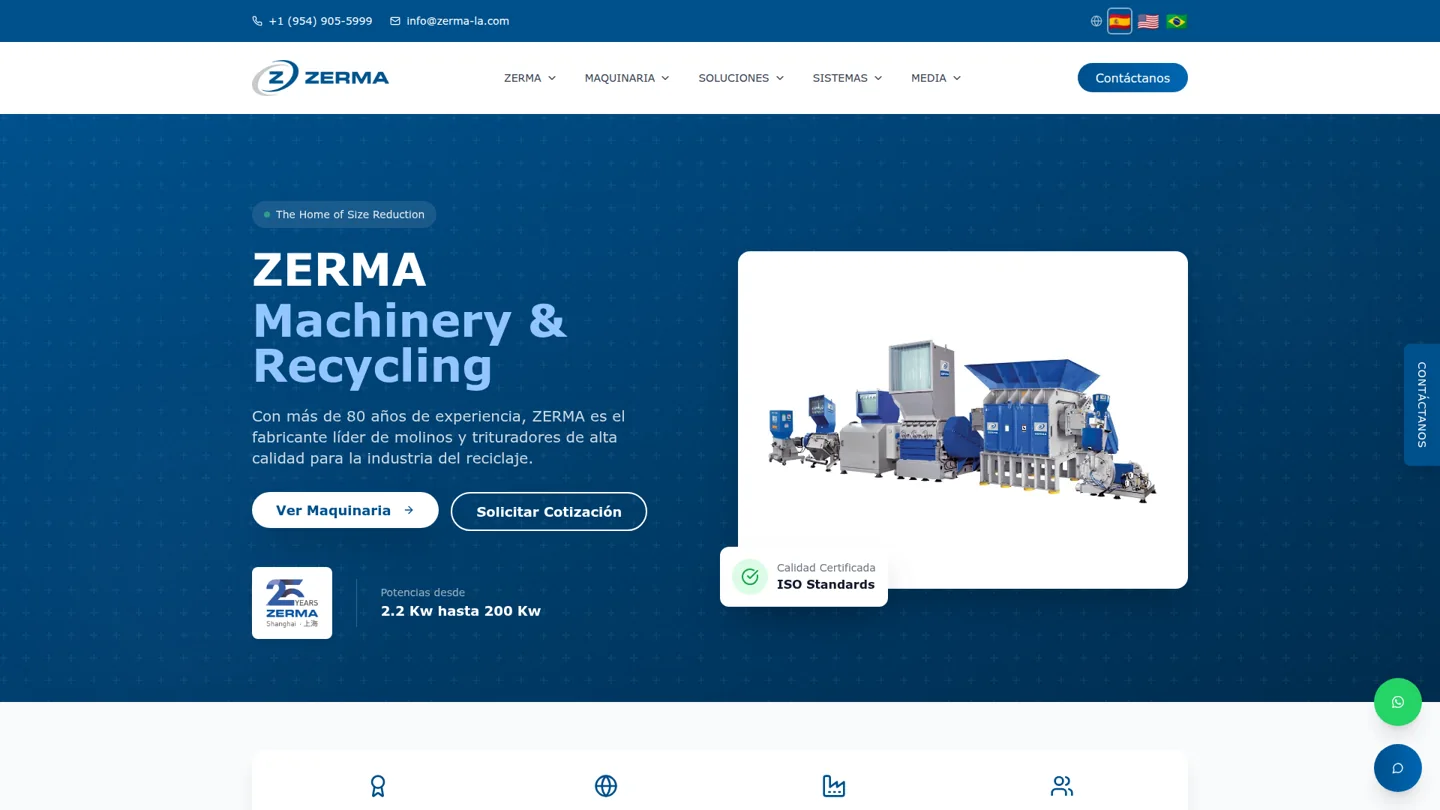 +1 (954) 905-5999
info@zerma-la.com
ZERMA
ZERMA
MAQUINARIA
SOLUCIONES
SISTEMAS
MEDIA
Contáctanos
The Home of Size Reduction
ZERMA
Machinery &
Recycling
Con más de 80 años de experiencia, ZERMA es el
fabricante líder de molinos y trituradores de alta
calidad para la industria del reciclaje.
Ver Maquinaria
Solicitar Cotización
25 YEARS
ZERMA
Shanghai · 上海
Potencias desde
2.2 Kw hasta 200 Kw
Calidad Certificada
ISO Standards
CONTÁCTANOS